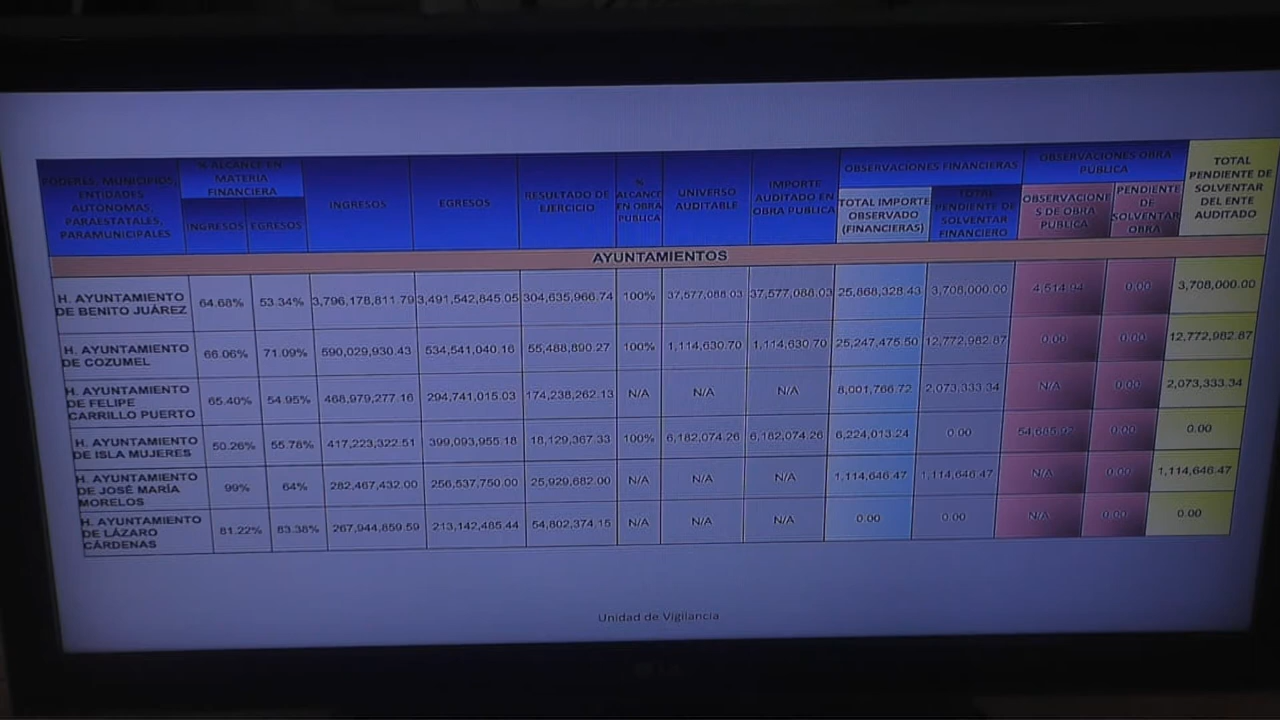 % ALCANCE EN MATERIA FINANCIERA
OBSERVACIONES FINANCIERAS
OBSERVACIONES OBRA PUBLICA
PODERES, MUNICIPIOS, ENTIDADES AUTONOMAS, PARAESTATALES, PARAMUNICIPALES
INGRESOS
EGRESOS
INGRESOS
EGRESOS
RESULTADO DE EJERCICIO
% ALCANCE EN OBRA PUBLICA
UNIVERSO AUDITABLE
IMPORTE AUDITADO EN OBRA PUBLICA
TOTAL IMPORTE OBSERVADO (FINANCIERAS)
TOTAL PENDIENTE DE SOLVENTAR FINANCIERO
OBSERVACIONES DE OBRA PUBLICA
PENDIENTE DE SOLVENTAR OBRA
TOTAL PENDIENTE DE SOLVENTAR DEL ENTE AUDITADO
AYUNTAMIENTOS
H. AYUNTAMIENTO DE BENITO JUÁREZ 64.68% 53.34% 3,796,178,811.79 3,491,542,845.05 304,635,966.74 100% 37,577,088.03 37,577,088.03 25,868,328.43 3,708,000.00 4,514.94 0.00 3,708,000.00
H. AYUNTAMIENTO DE COZUMEL 66.06% 71.09% 590,029,930.43 534,541,040.16 55,488,890.27 100% 1,114,630.70 1,114,630.70 25,247,475.50 12,772,982.87 0.00 0.00 12,772,982.87
H. AYUNTAMIENTO DE FELIPE CARRILLO PUERTO 65.40% 54.95% 468,979,277.16 294,741,015.03 174,238,262.13 N/A N/A N/A 8,001,766.72 2,073,333.34 N/A 0.00 2,073,333.34
H. AYUNTAMIENTO DE ISLA MUJERES 50.26% 55.78% 417,223,322.51 399,093,955.18 18,129,367.33 100% 6,182,074.26 6,182,074.26 6,224,013.24 0.00 0.00 0.00
H. AYUNTAMIENTO DE JOSÉ MARÍA MORELOS 99% 64% 282,467,432.00 256,537,750.00 25,929,682.00 N/A N/A N/A 1,114,646.47 1,114,646.47 N/A 0.00 1,114,646.47
H. AYUNTAMIENTO DE LÁZARO CÁRDENAS 81.22% 83.38% 267,944,859.59 213,142,485.44 54,802,374.15 N/A N/A N/A 0.00 0.00 N/A 0.00 0.00
Unidad de Vigilancia